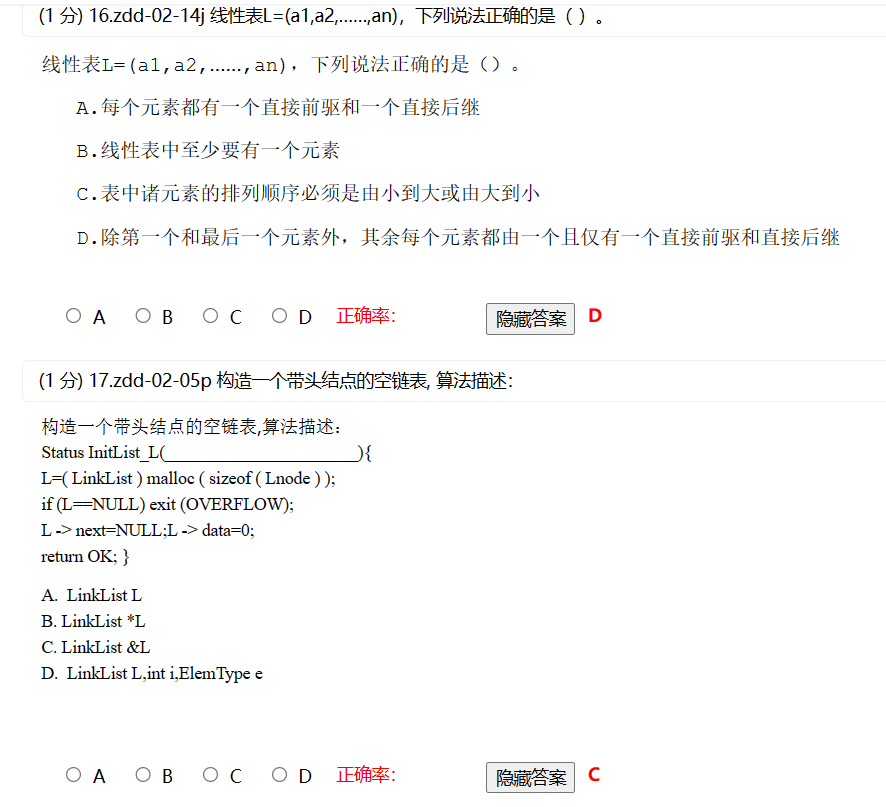 (1 分) 16.zdd-02-14j 线性表L=(a1,a2,......,an)，下列说法正确的是（ ）。
线性表L=(a1,a2,......,an)，下列说法正确的是（）。
A.每个元素都有一个直接前驱和一个直接后继
B.线性表中至少要有一个元素
C.表中诸元素的排列顺序必须是由小到大或由大到小
D.除第一个和最后一个元素外，其余每个元素都由一个且仅有一个直接前驱和直接后继
A B C D 正确率： 隐藏答案 D
(1 分) 17.zdd-02-05p 构造一个带头结点的空链表, 算法描述：
构造一个带头结点的空链表,算法描述：
Status InitList_L(______________________){
L=( LinkList ) malloc ( sizeof ( Lnode ) );
if (L==NULL) exit (OVERFLOW);
L -> next=NULL;L -> data=0;
return OK; }
A. LinkList L
B. LinkList *L
C. LinkList &L
D. LinkList L,int i,ElemType e
A B C D 正确率： 隐藏答案 C